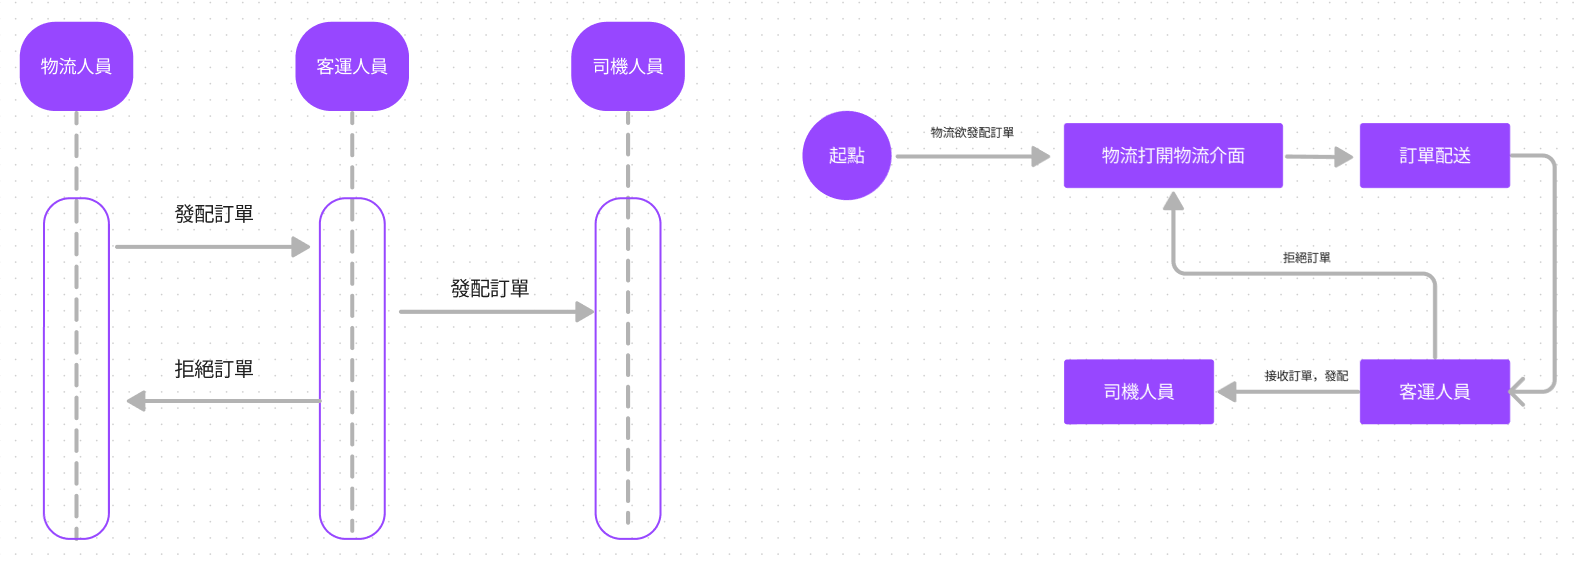 物流人員
客運人員
司機人員
發配訂單
發配訂單
拒絕訂單
起點
物流欲發配訂單
物流打開物流介面
訂單配送
拒絕訂單
司機人員
接收訂單，發配
客運人員